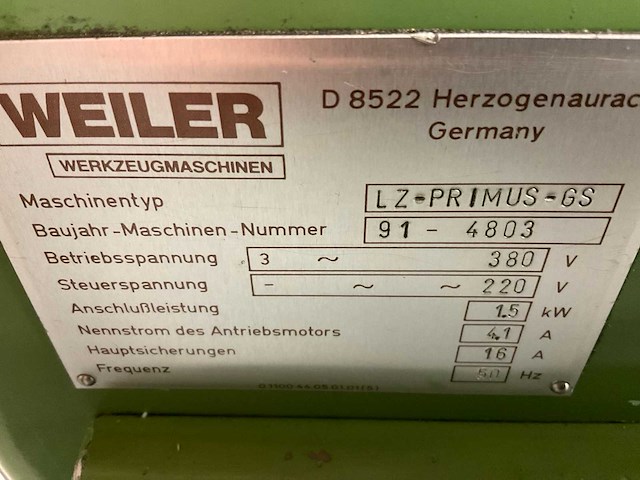 WEILER
D 8522 Herzogenaurac
Germany
WERKZEUGMASCHINEN
Maschinentyp LZ-PRIMUS-GS
Baujahr-Maschinen-Nummer 91 - 4803
Betriebsspannung 3 ~ 380 V
Steuerspannung - ~ ~ 220 V
Anschlußleistung 1.5 kW
Nennstrom des Antriebsmotors 4.1 A
Hauptsicherungen 16 A
Frequenz 50 Hz